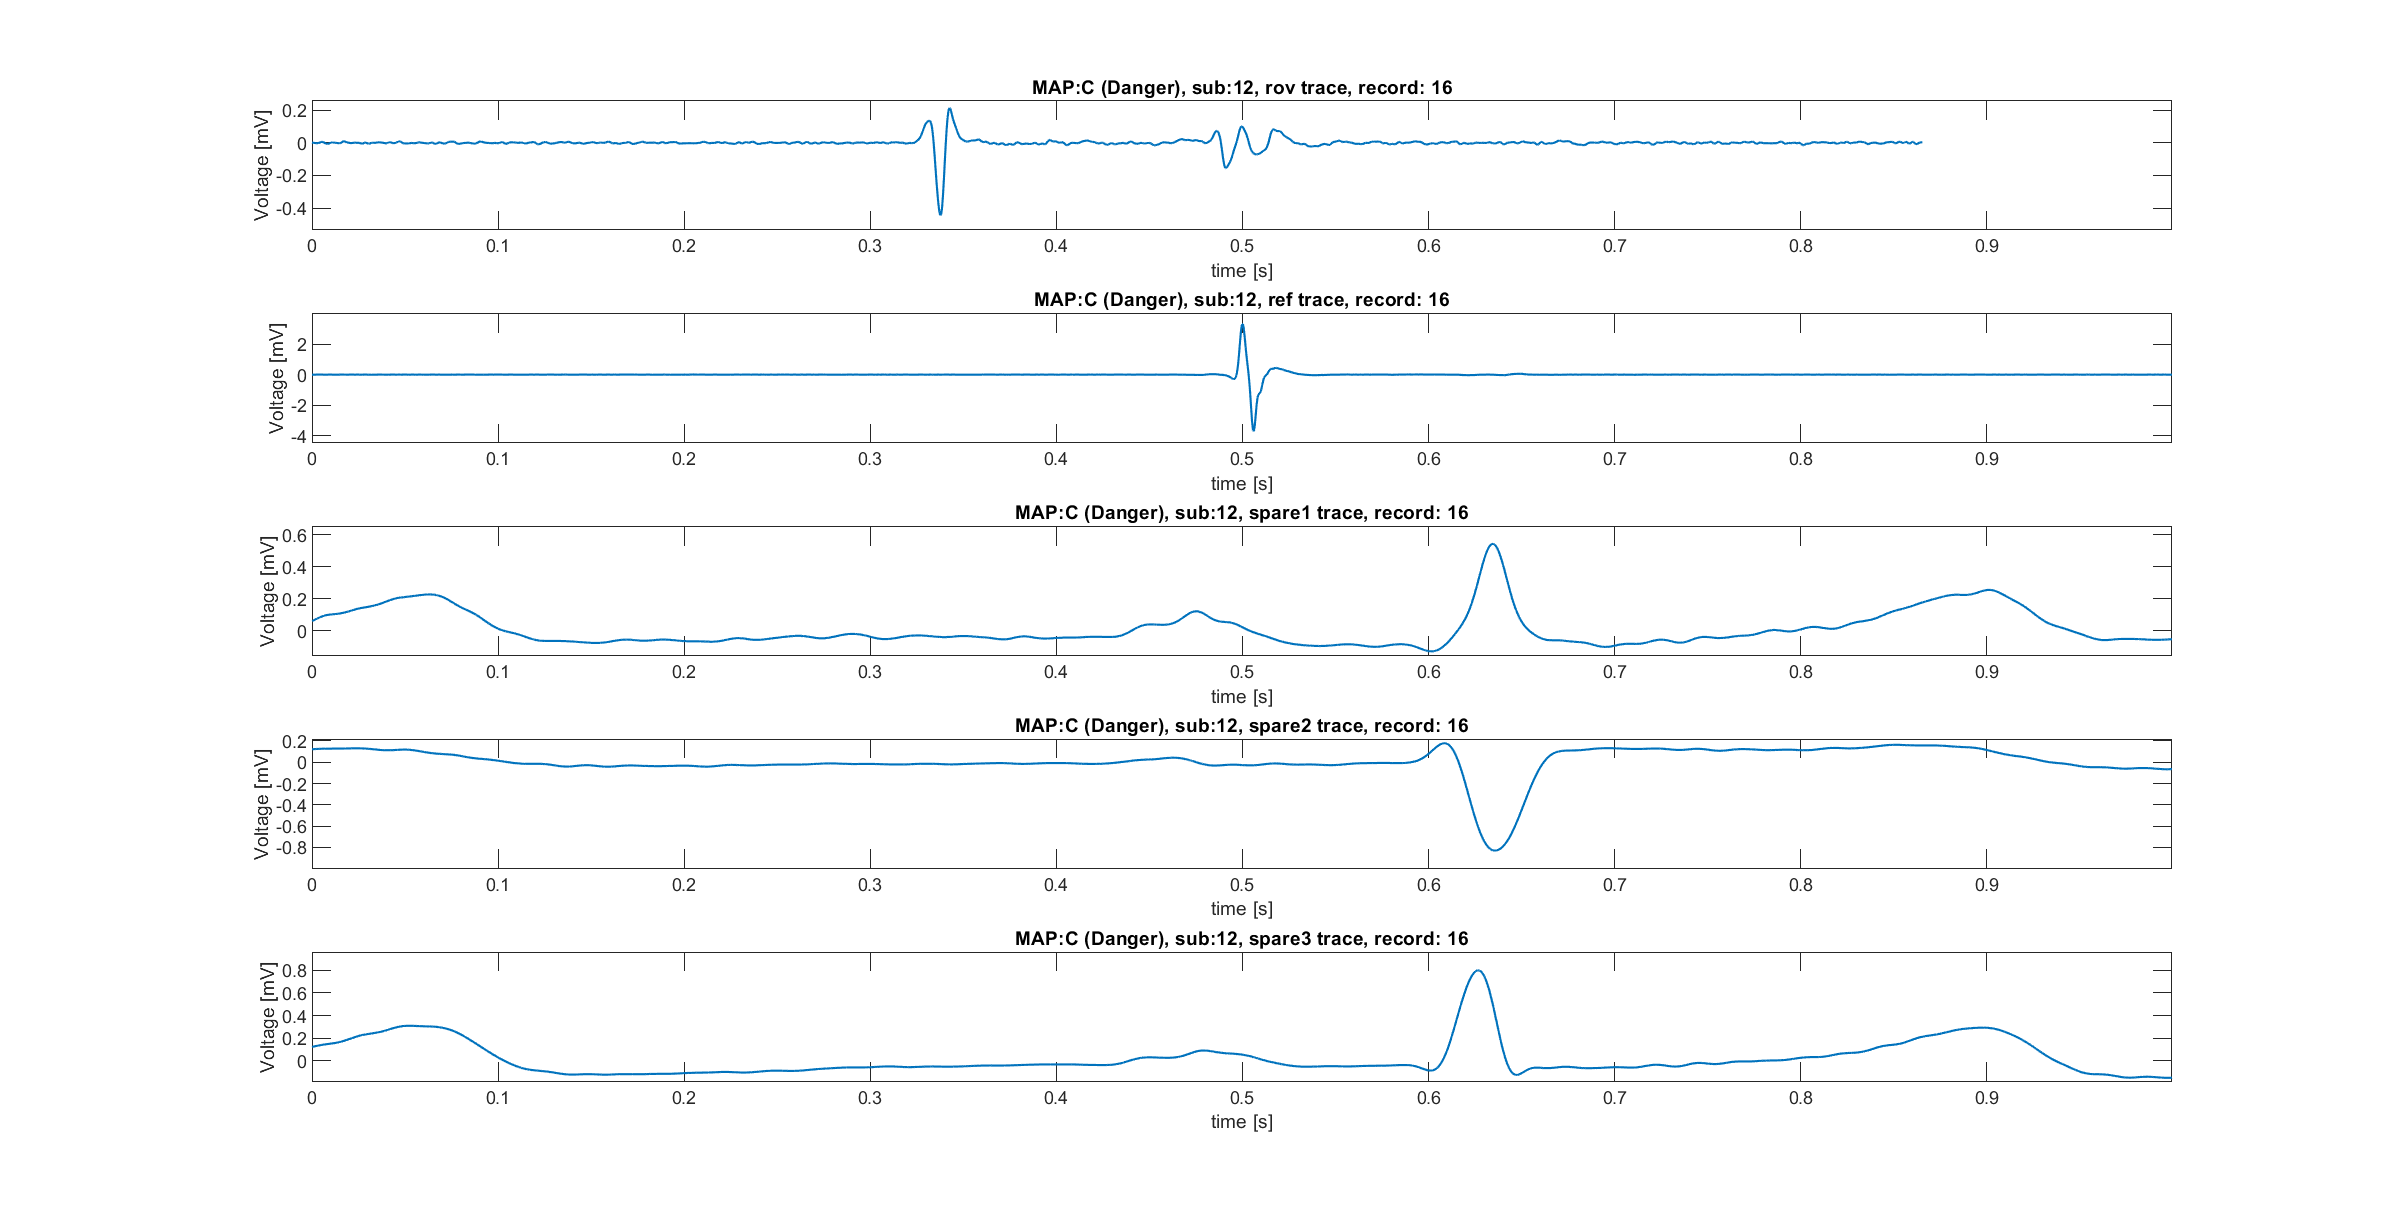 MAP:C (Danger), sub:12, rov trace, record: 16
Voltage [mV]
0.2
0
-0.2
-0.4
0 0.1 0.2 0.3 0.4 0.5 0.6 0.7 0.8 0.9
time [s]
MAP:C (Danger), sub:12, ref trace, record: 16
Voltage [mV]
2
0
-2
-4
0 0.1 0.2 0.3 0.4 0.5 0.6 0.7 0.8 0.9
time [s]
MAP:C (Danger), sub:12, spare1 trace, record: 16
Voltage [mV]
0.6
0.4
0.2
0
0 0.1 0.2 0.3 0.4 0.5 0.6 0.7 0.8 0.9
time [s]
MAP:C (Danger), sub:12, spare2 trace, record: 16
Voltage [mV]
0.2
0
-0.2
-0.4
-0.6
-0.8
0 0.1 0.2 0.3 0.4 0.5 0.6 0.7 0.8 0.9
time [s]
MAP:C (Danger), sub:12, spare3 trace, record: 16
Voltage [mV]
0.8
0.6
0.4
0.2
0
0 0.1 0.2 0.3 0.4 0.5 0.6 0.7 0.8 0.9
time [s]